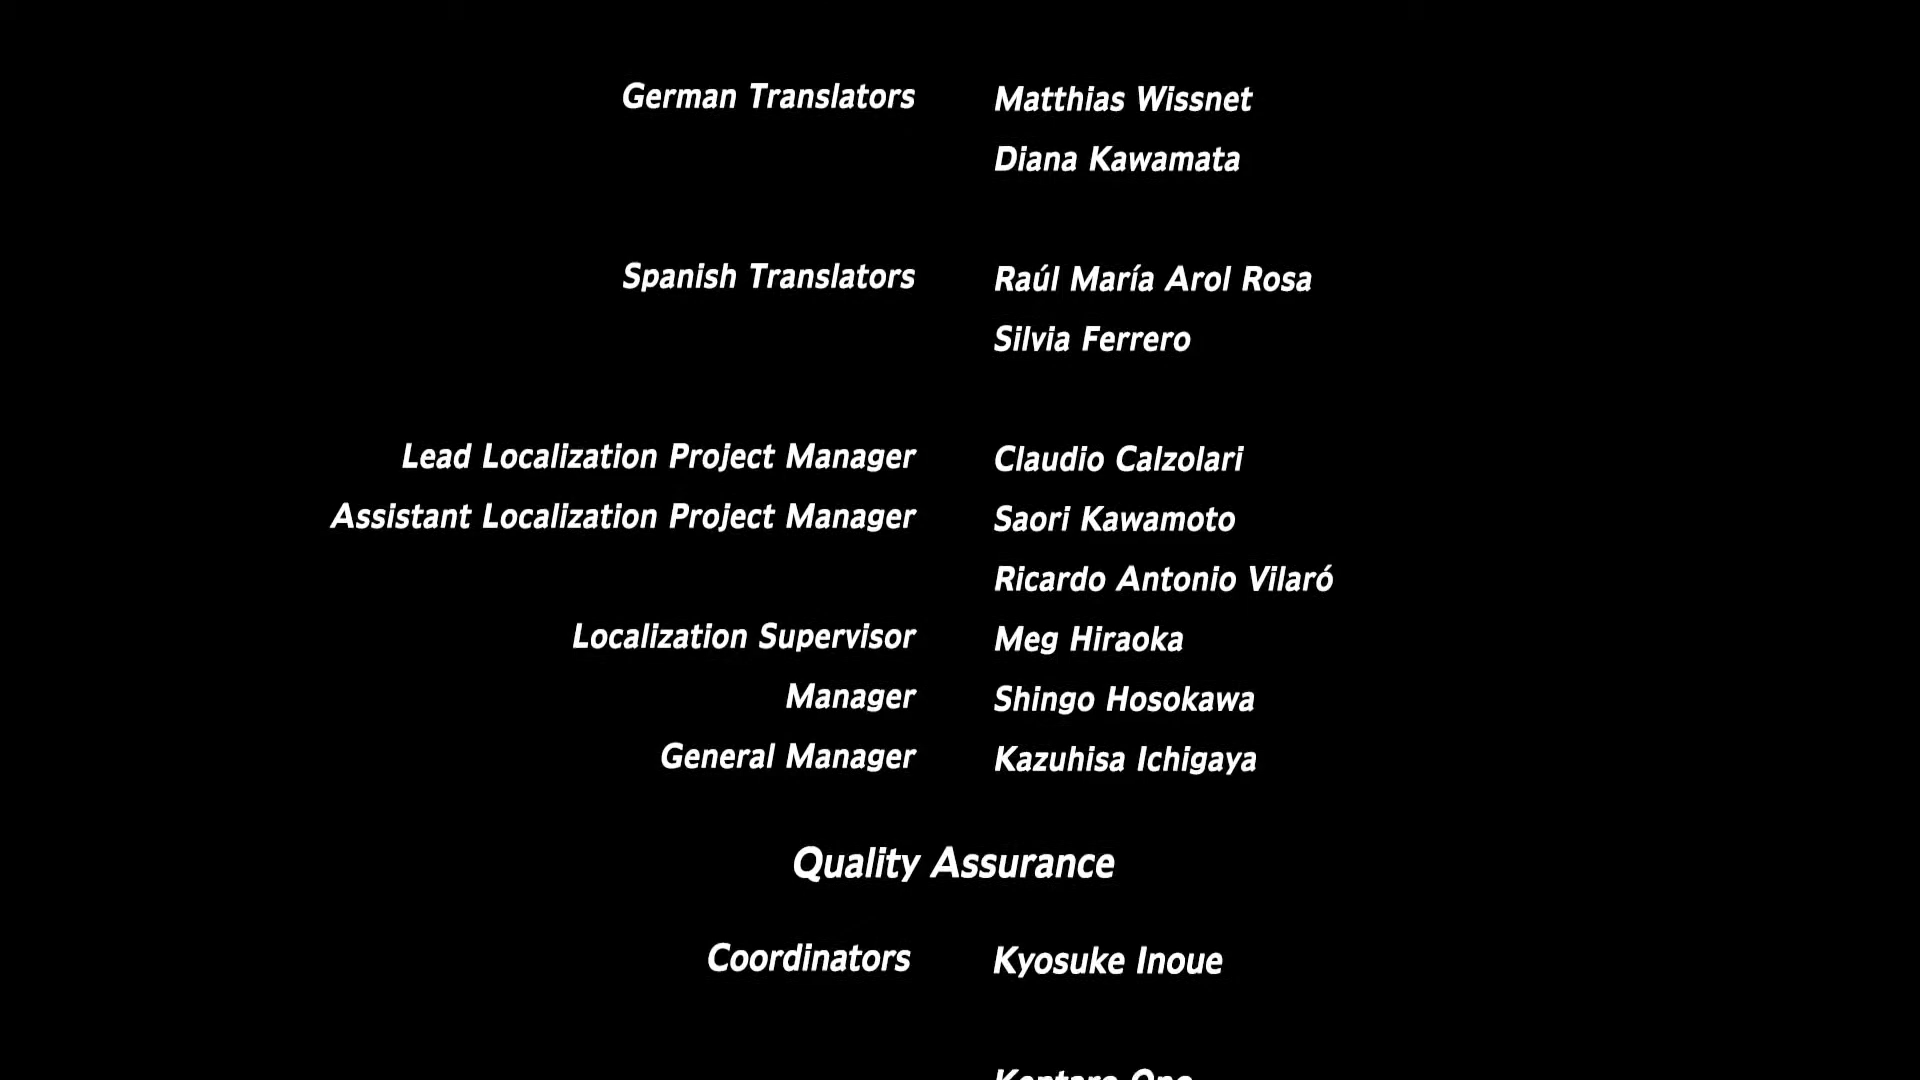 German Translators Matthias Wissnet
Diana Kawamata
Spanish Translators Raúl María Arol Rosa
Silvia Ferrero
Lead Localization Project Manager Claudio Calzolari
Assistant Localization Project Manager Saori Kawamoto
Ricardo Antonio Vilaró
Localization Supervisor Meg Hiraoka
Manager Shingo Hosokawa
General Manager Kazuhisa Ichigaya
Quality Assurance
Coordinators Kyosuke Inoue